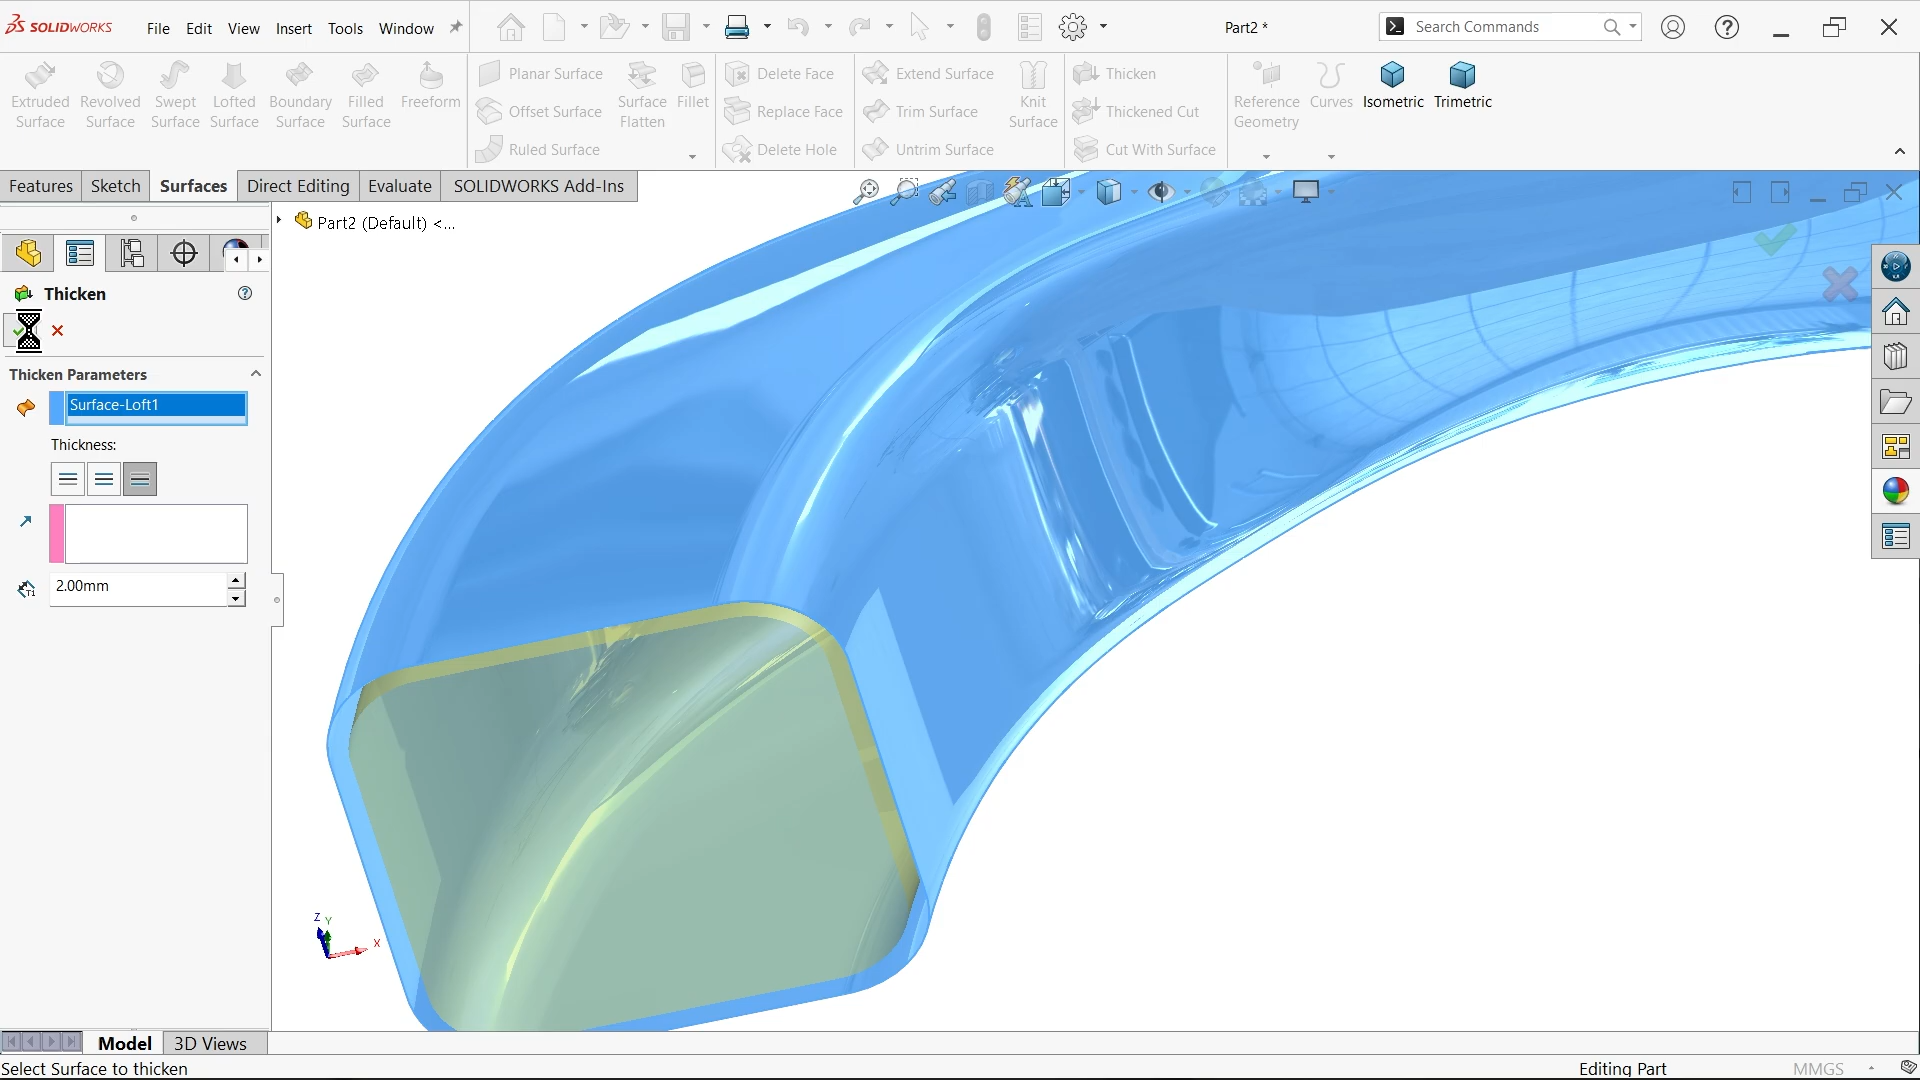 SOLIDWORKS File Edit View Insert Tools Window
Part2 *
Search Commands
Extruded Surface
Revolved Surface
Swept Surface
Lofted Surface
Boundary Surface
Filled Surface
Freeform
Planar Surface
Offset Surface
Ruled Surface
Surface Flatten
Fillet
Delete Face
Replace Face
Delete Hole
Extend Surface
Trim Surface
Untrim Surface
Knit Surface
Thicken
Thickened Cut
Cut With Surface
Reference Geometry
Curves
Isometric
Trimetric
Features Sketch Surfaces Direct Editing Evaluate SOLIDWORKS Add-Ins
Part2 (Default) <...
Thicken
Thicken Parameters
Surface-Loft1
Thickness:
T1
2.00mm
Z Y X
Model 3D Views
Select Surface to thicken
Editing Part
MMGS